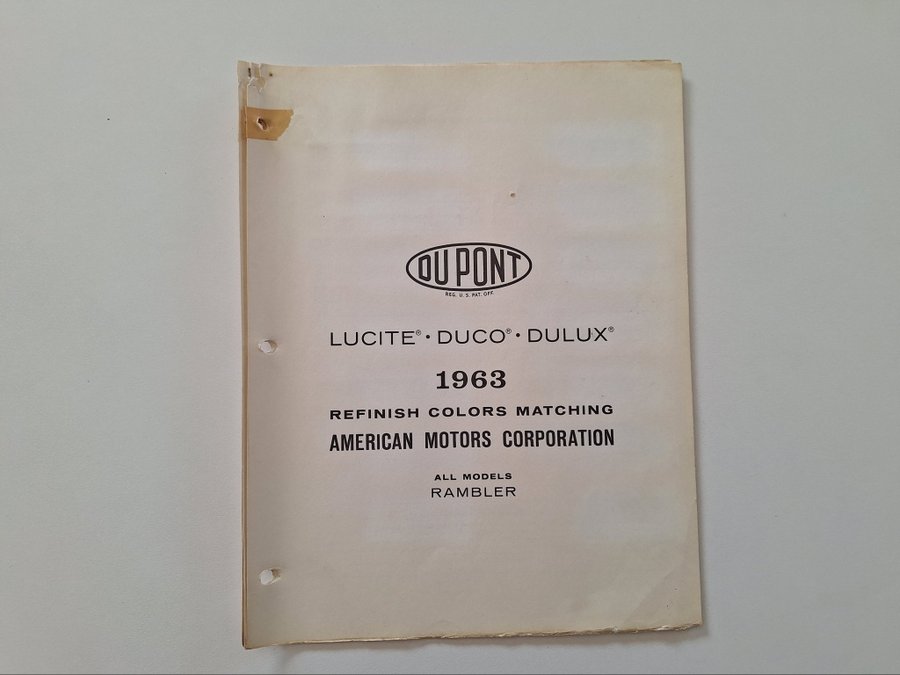 DU PONT
REG. U.S. PAT. OFF.
LUCITE® • DUCO® • DULUX®
1963
REFINISH COLORS MATCHING
AMERICAN MOTORS CORPORATION
ALL MODELS
RAMBLER